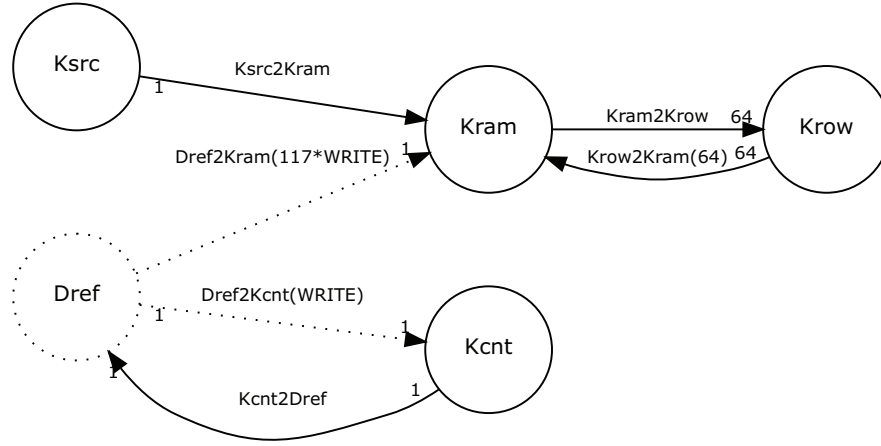 Ksrc
Ksrc2Kram
1
Kram
Kram2Krow
64
Krow
Dref2Kram(117*WRITE)
1
Krow2Kram(64)
64
Dref
Dref2Kcnt(WRITE)
1
1
Kcnt
1
Kcnt2Dref
1